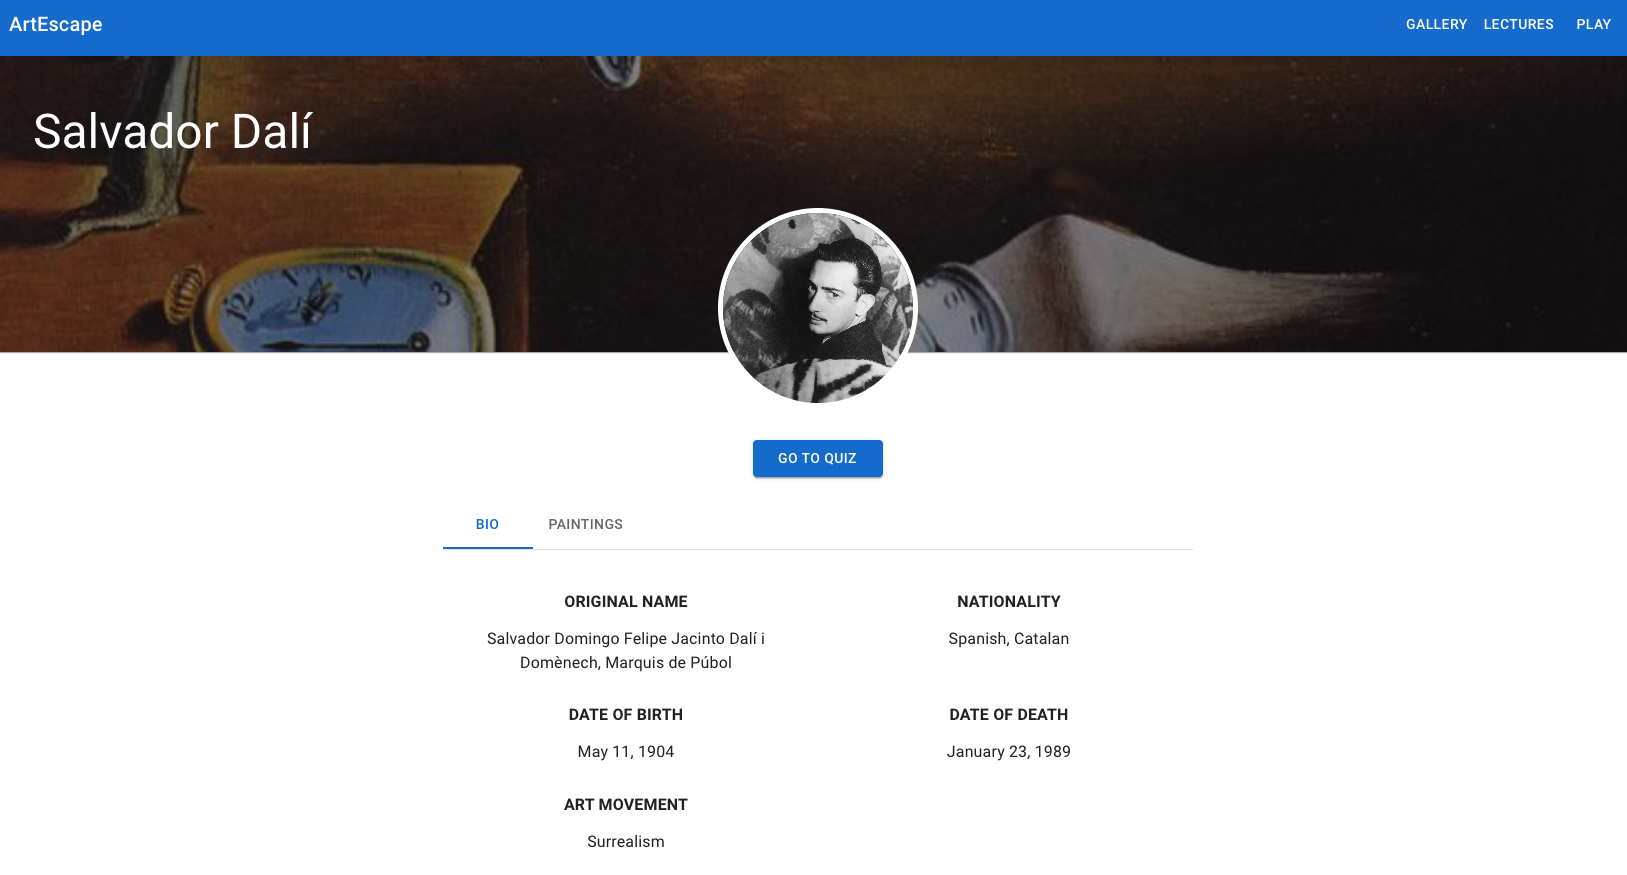 ArtEscape
GALLERY LECTURES PLAY
Salvador Dalí
12 3
GO TO QUIZ
BIO PAINTINGS
ORIGINAL NAME
Salvador Domingo Felipe Jacinto Dalí i
Domènech, Marquis de Púbol
NATIONALITY
Spanish, Catalan
DATE OF BIRTH
May 11, 1904
DATE OF DEATH
January 23, 1989
ART MOVEMENT
Surrealism